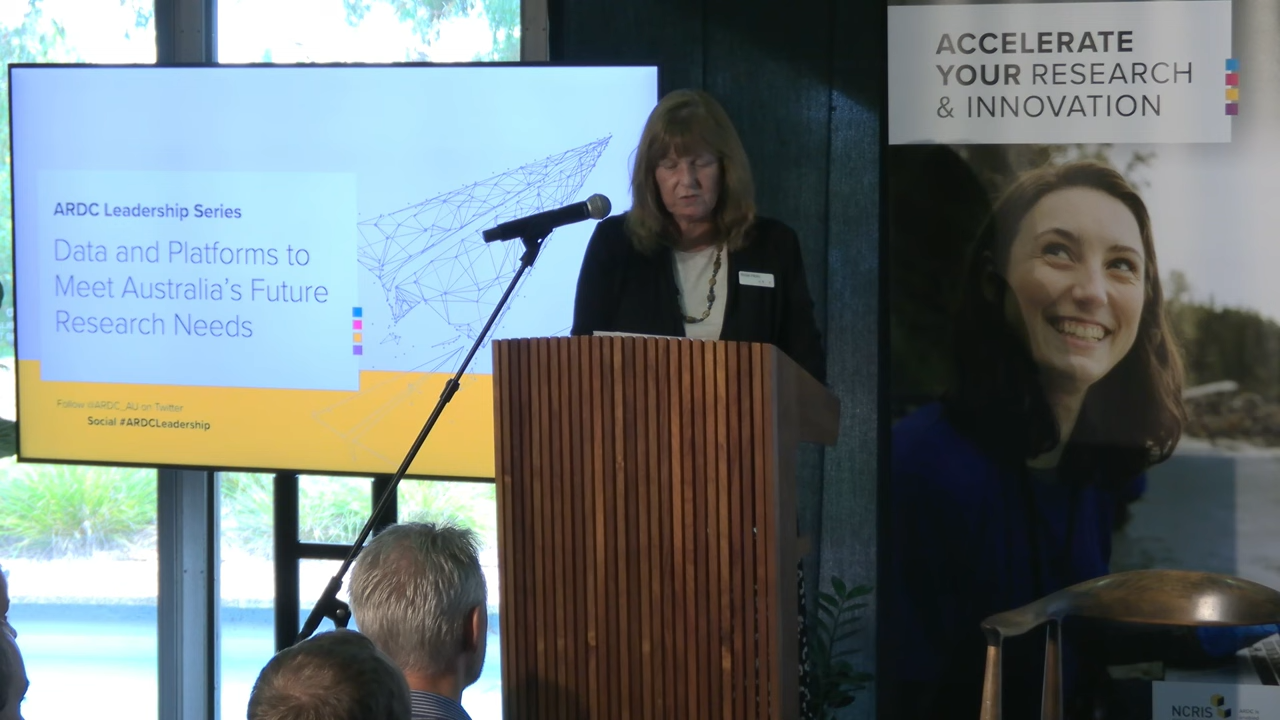 ARDC Leadership Series
Data and Platforms to
Meet Australia's Future
Research Needs
Follow @ARDC_AU on Twitter
Social #ARDCLeadership
ACCELERATE
YOUR RESEARCH
& INNOVATION
NCRIS